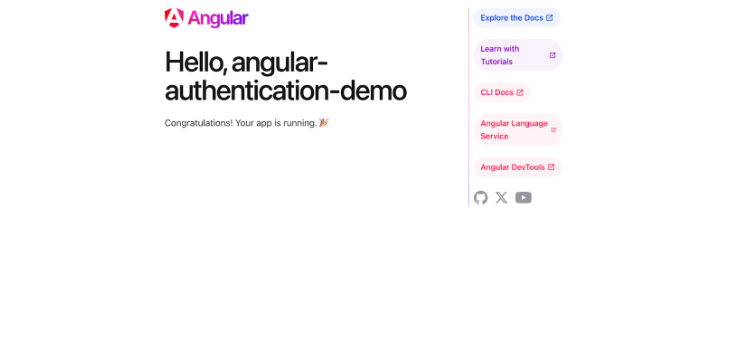 Angular
Hello, angular-
authentication-demo
Congratulations! Your app is running. 🎉
Explore the Docs
Learn with
Tutorials
CLI Docs
Angular Language
Service
Angular DevTools